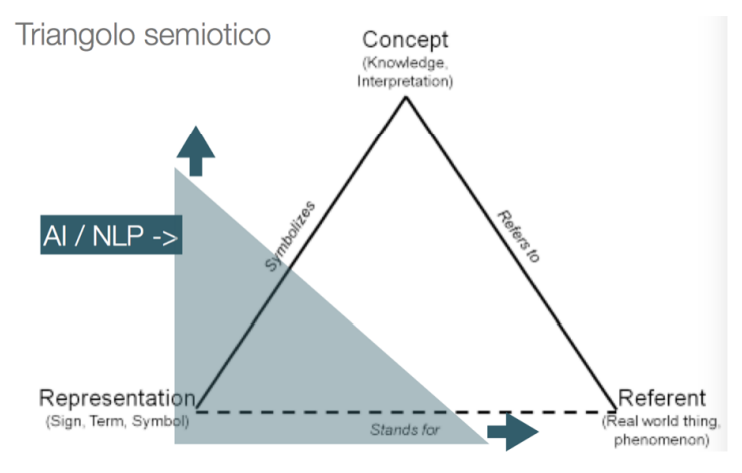 Triangolo semiotico
Concept
(Knowledge,
Interpretation)
Symbolizes
Refers to
AI / NLP ->
Representation
(Sign, Term, Symbol)
Stands for
Referent
(Real world thing,
phenomenon)